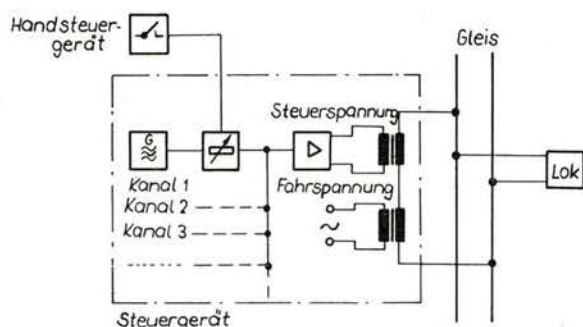 Handsteuer-
gerät
Gleis
Steuerspannung
G
Kanal 1
Kanal 2
Kanal 3
Fahrspannung
Lok
Steuergerät